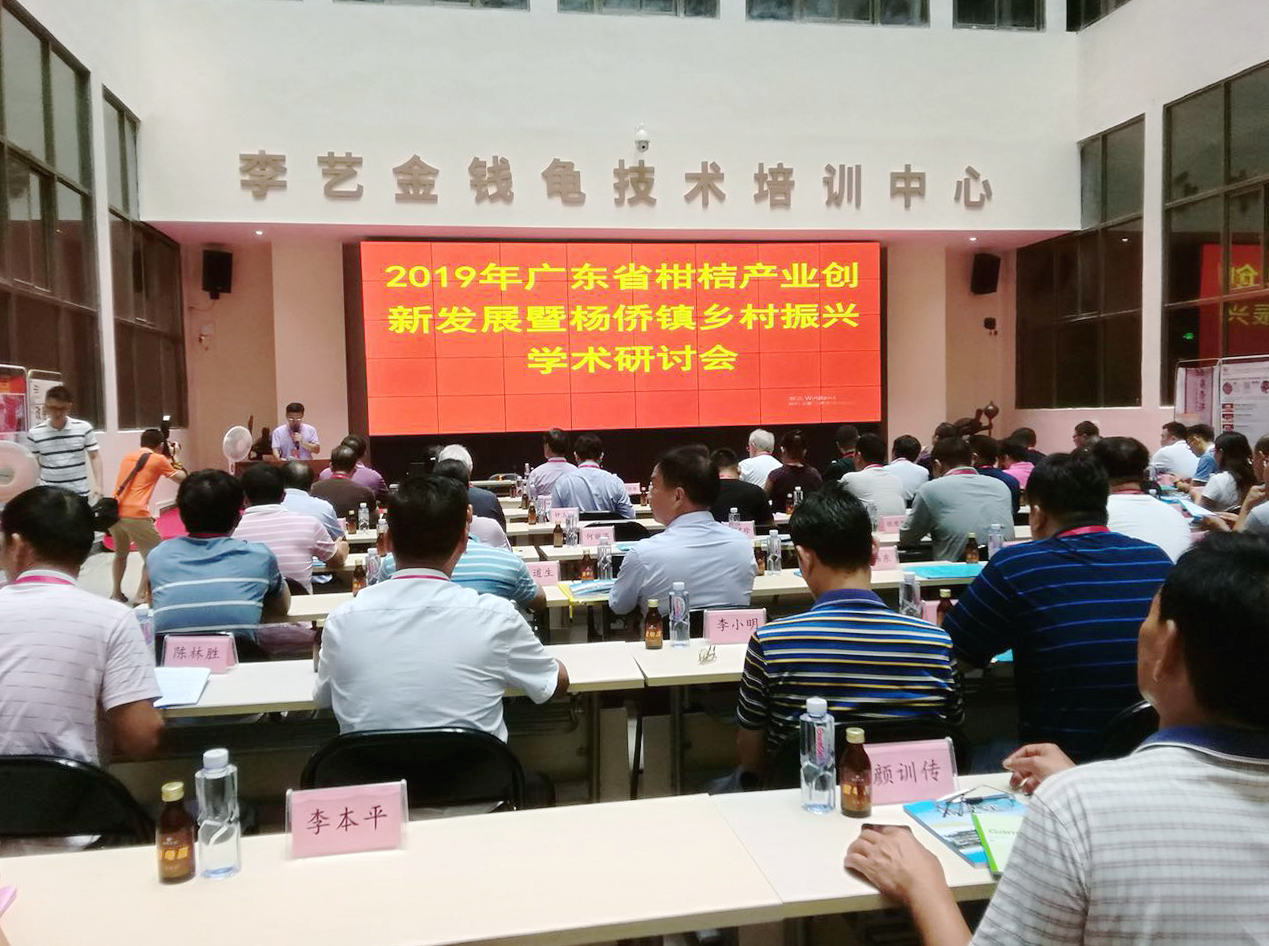 李艺金钱龟技术培训中心
2019年广东省柑桔产业创
新发展暨杨侨镇乡村振兴
学术研讨会
道生
李小明
陈林胜
颜训传
李本平